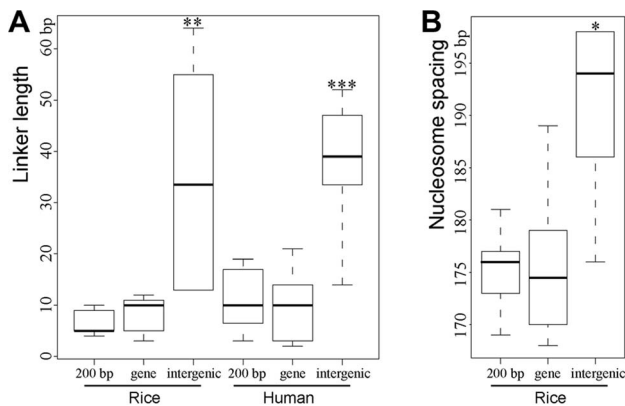 A
B
Linker length
0
10
20
30
40
50
60 bp
**
***
200 bp gene intergenic 200 bp gene intergenic
Rice Human
Nucleosome spacing
170
175
180
185
190
195 bp
*
200 bp gene intergenic
Rice